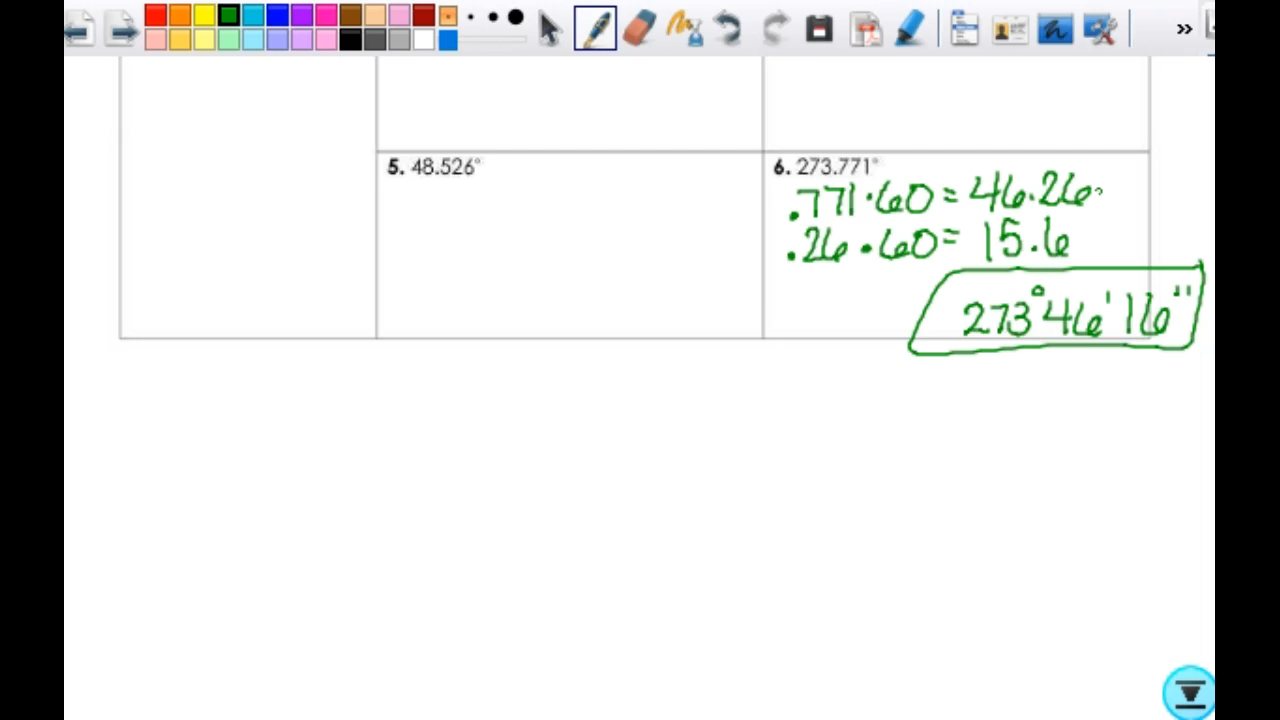 5. 48.526°
6. 273.771°
.771·60 = 46.26
.26·60 = 15.6
273°46'16"